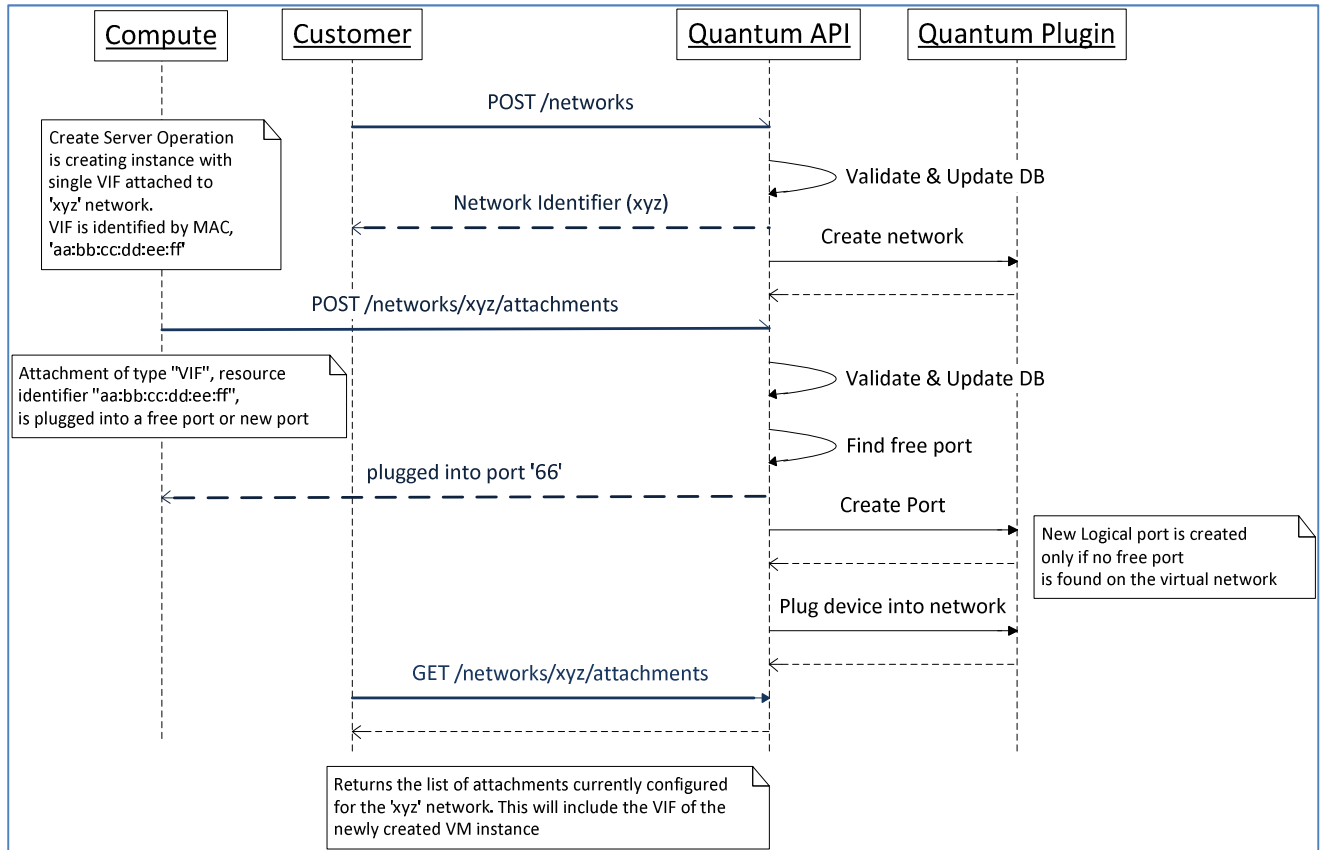 Compute
Customer
Quantum API
Quantum Plugin
POST /networks
Create Server Operation
is creating instance with
single VIF attached to
'xyz' network.
VIF is identified by MAC,
'aa:bb:cc:dd:ee:ff'
Validate & Update DB
Network Identifier (xyz)
Create network
POST /networks/xyz/attachments
Attachment of type "VIF", resource
identifier "aa:bb:cc:dd:ee:ff",
is plugged into a free port or new port
Validate & Update DB
Find free port
plugged into port '66'
Create Port
New Logical port is created
only if no free port
is found on the virtual network
Plug device into network
GET /networks/xyz/attachments
Returns the list of attachments currently configured
for the 'xyz' network. This will include the VIF of the
newly created VM instance